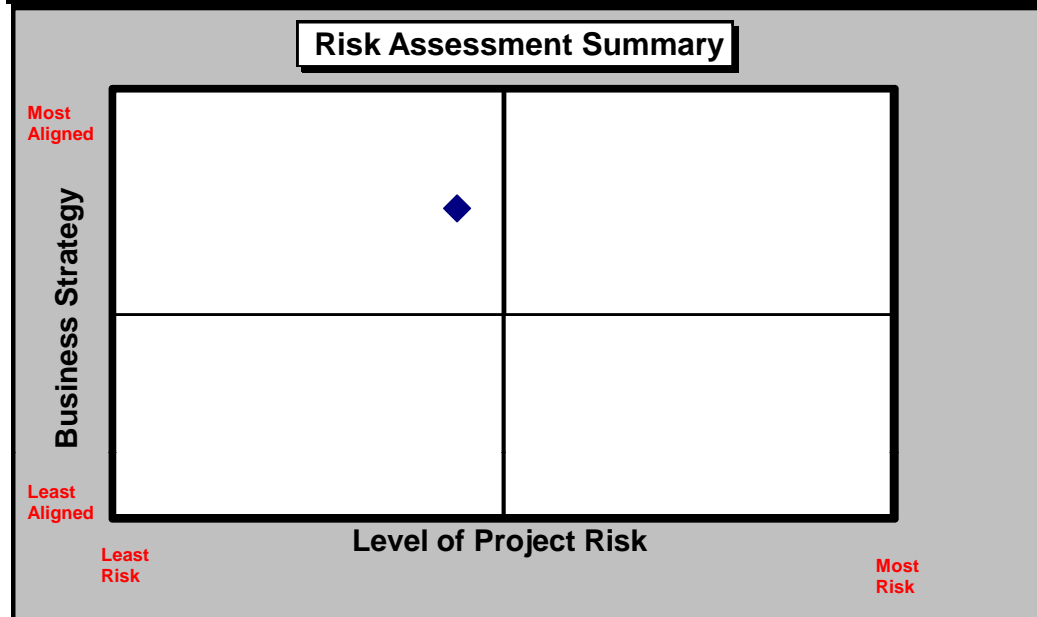 Risk Assessment Summary
Most
Aligned
Business Strategy
Least
Aligned
Level of Project Risk
Least
Risk
Most
Risk